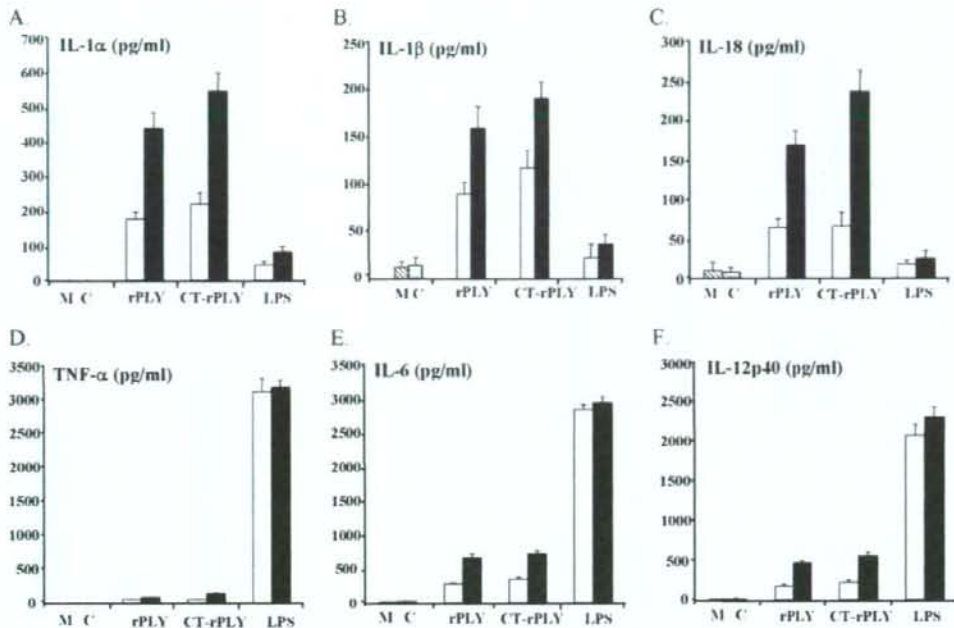 A.
IL-1α (pg/ml)
700
600
500
400
300
200
100
0
M C rPLY CT-rPLY LPS
B.
IL-1β (pg/ml)
250
200
150
100
50
0
M C rPLY CT-rPLY LPS
C.
IL-18 (pg/ml)
300
250
200
150
100
50
0
M C rPLY CT-rPLY LPS
D.
TNF-α (pg/ml)
3500
3000
2500
2000
1500
1000
500
0
M C rPLY CT-rPLY LPS
E.
IL-6 (pg/ml)
3500
3000
2500
2000
1500
1000
500
0
M C rPLY CT-rPLY LPS
F.
IL-12p40 (pg/ml)
3000
2500
2000
1500
1000
500
0
M C rPLY CT-rPLY LPS